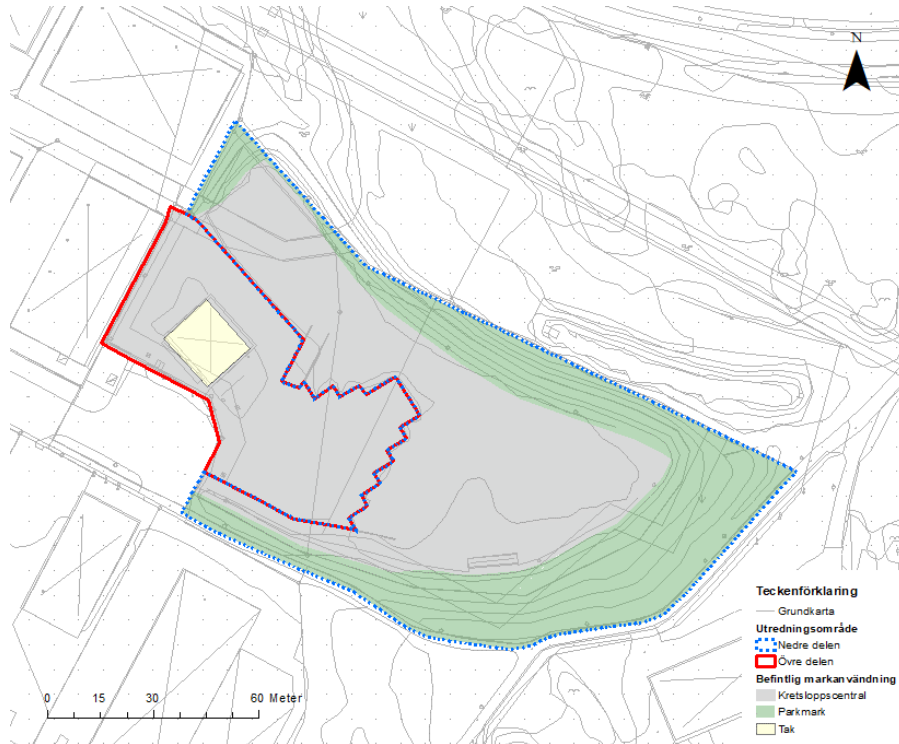 N
Teckenförklaring
Grundkarta
Utredningsområde
Nedre delen
Övre delen
Befintlig markanvändning
Kretsloppscentral
Parkmark
Tak
0 15 30 60 Meter